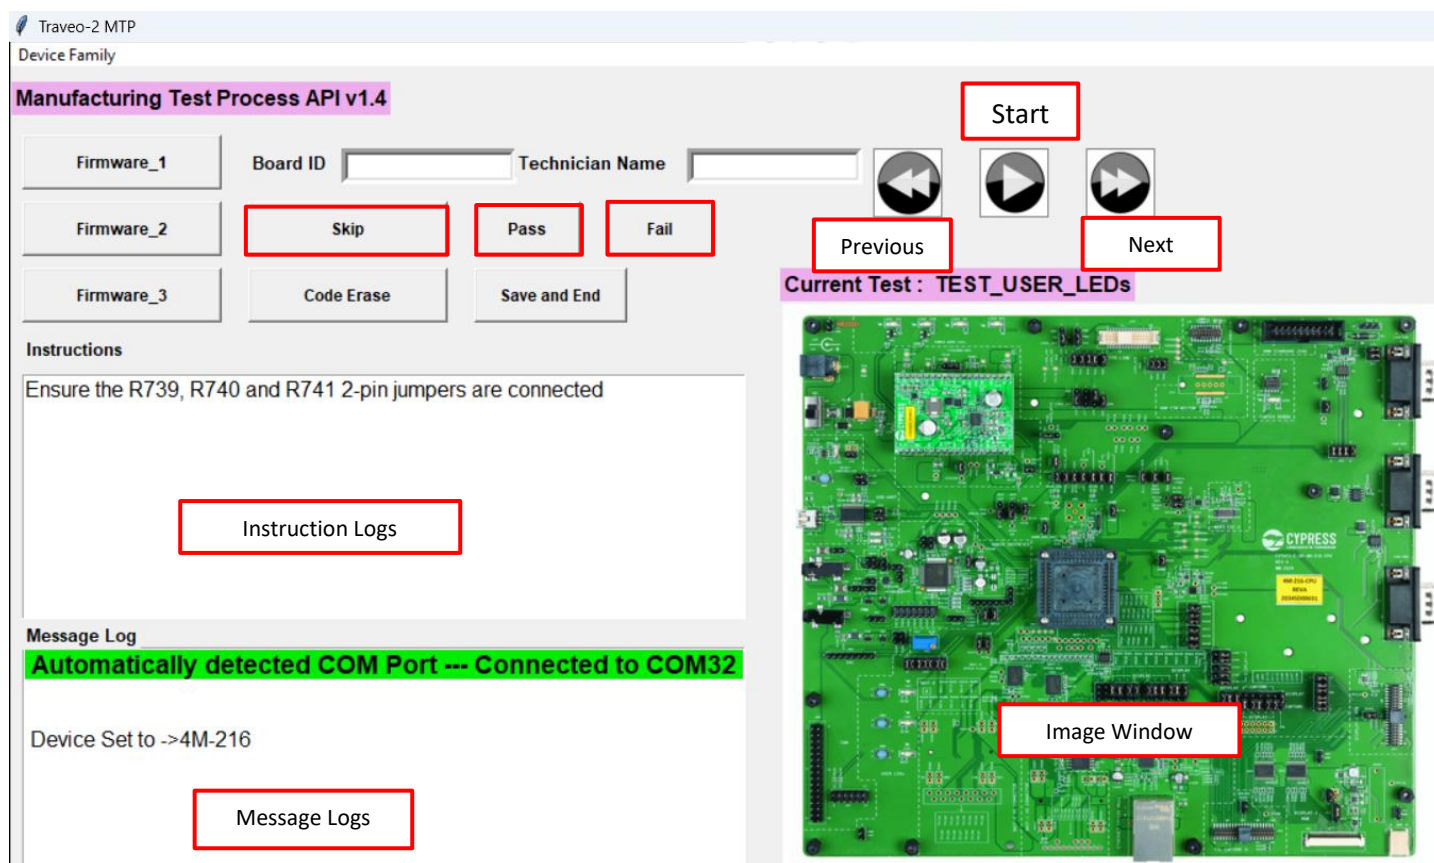 Traveo-2 MTP
Device Family
Manufacturing Test Process API v1.4
Start
Firmware_1
Board ID
Technician Name
Firmware_2
Skip
Pass
Fail
Previous
Next
Firmware_3
Code Erase
Save and End
Current Test : TEST_USER_LEDs
Instructions
Ensure the R739, R740 and R741 2-pin jumpers are connected
Instruction Logs
CYPRESS
Message Log
Automatically detected COM Port --- Connected to COM32
Device Set to ->4M-216
Image Window
Message Logs